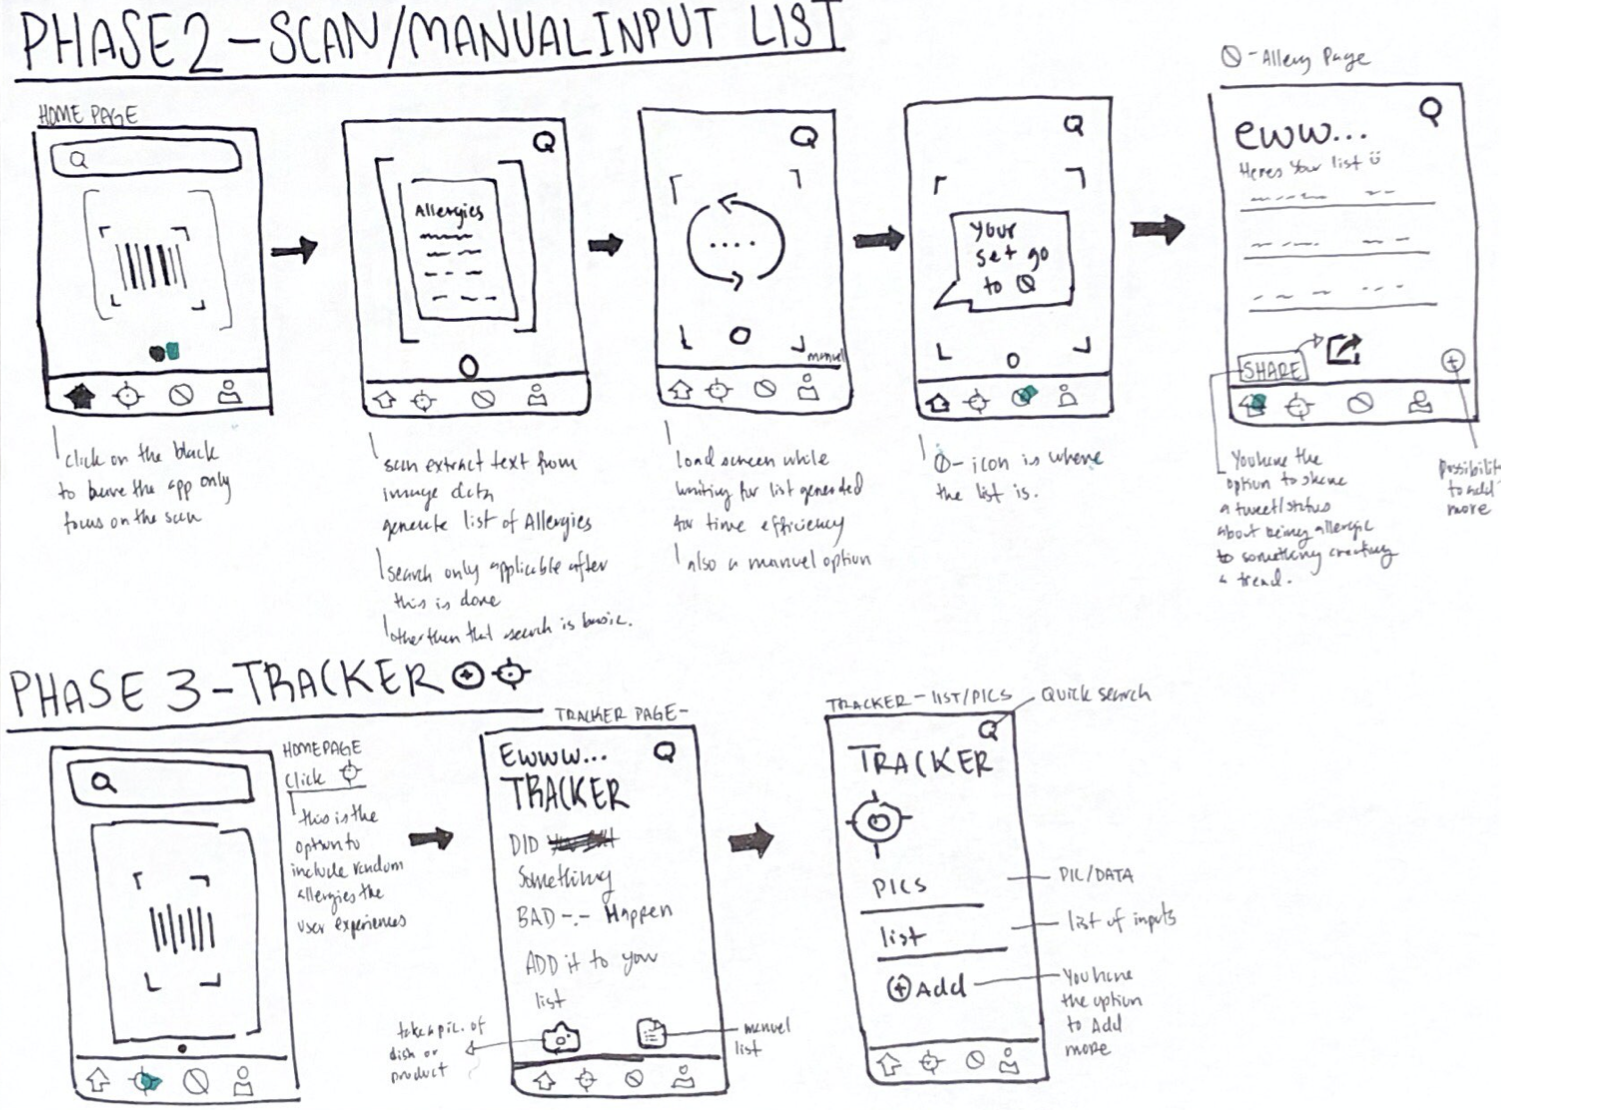 PHASE 2 - SCAN/MANUAL INPUT LIST
HOME PAGE
click on the black
to have the app only
focus on the scan
Allergies
scan extract text from
image data
generate list of Allergies
search only applicable after
this is done
other then that search is basic.
....
manuel
Load screen while
waiting for list generated
for time efficiency
also a manuel option
your
set go
to
- icon is where
the list is.
- Allergy Page
eww...
Heres Your list
SHARE
You have the
option to share
a tweet/status
about being allergic
to something creating
a trend.
to add
more
PHASE 3 - TRACKER
HOMEPAGE
click
this is the
option to
include random
allergies the
user experiences
TRACKER PAGE -
Ewww...
TRACKER
DID
Something
BAD -.- Happen
ADD it to your
list
take a pic. of
dish or
product
manuel
list
TRACKER - LIST/PICS
Quick search
TRACKER
PICS
PIC/DATA
list
list of inputs
Add
You have
the option
to Add
more